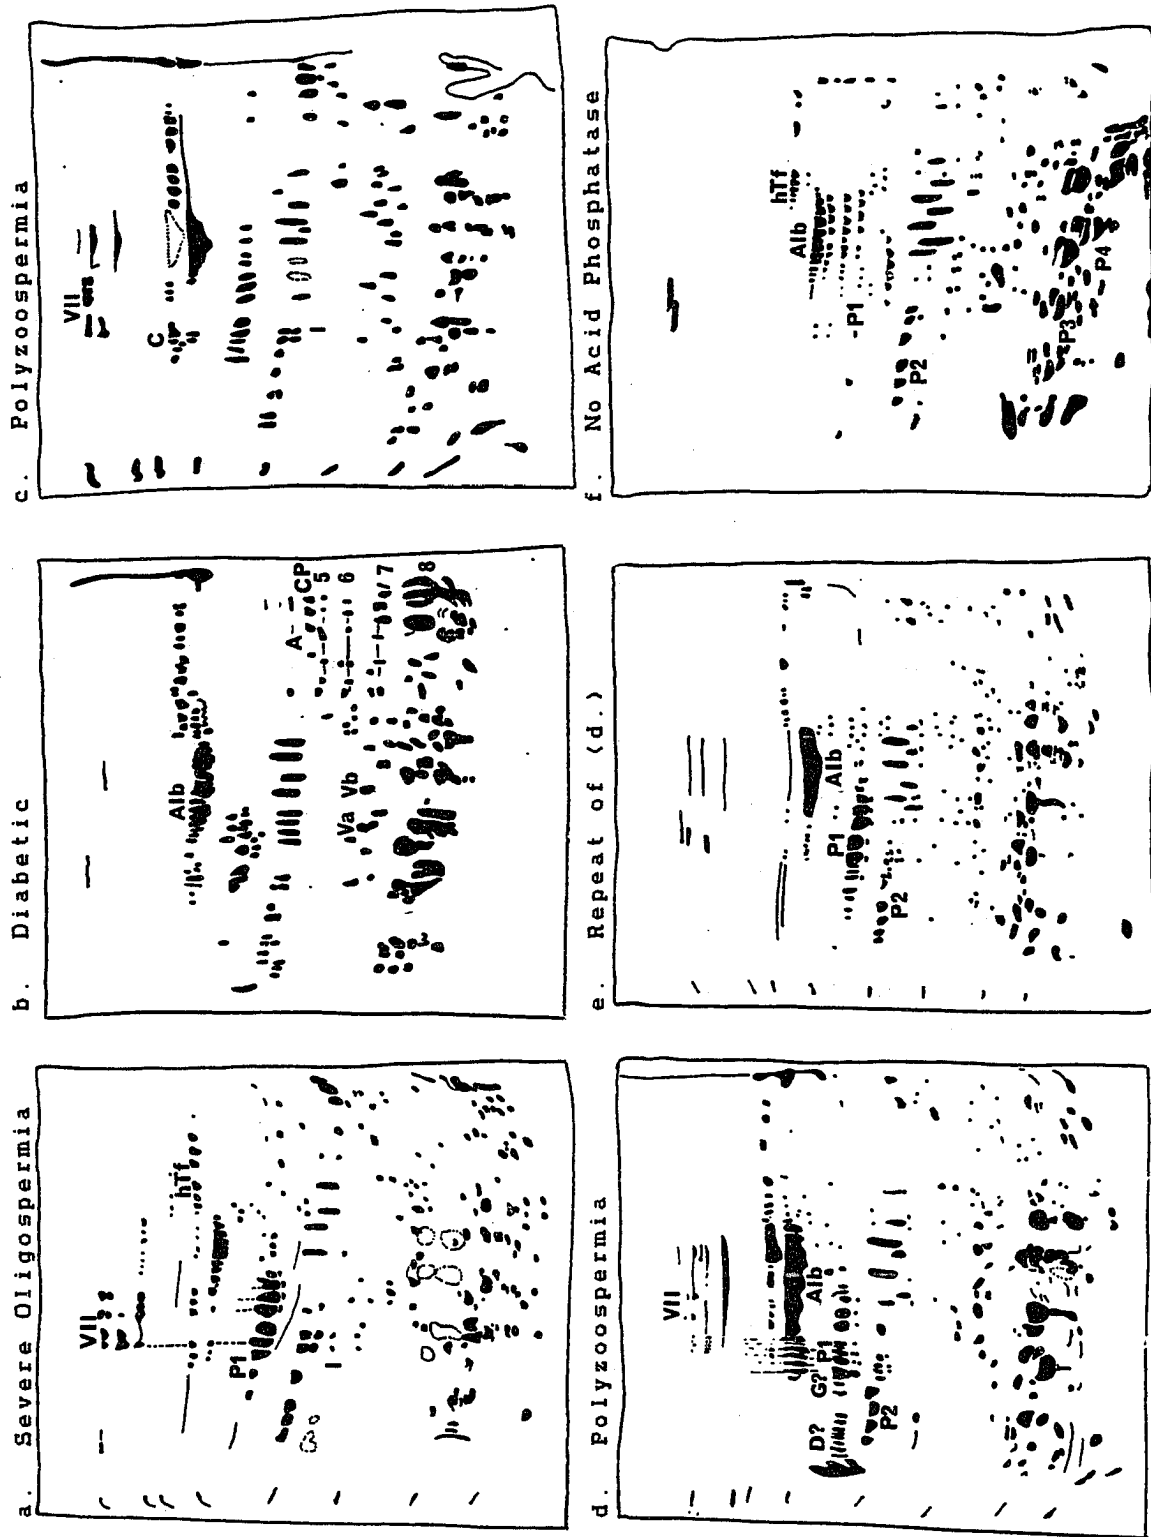 a. Severe Oligospermia
VII
hTf
P1
I
b. Diabetic
Alb
A
CP
5
6
7
8
Va Vb
c. Polyzoospermia
VII
C
I
d. Polyzoospermia
VII
Alb
D? G? P1
P2
e. Repeat of (d.)
P1 Alb
P2
f. No Acid Phosphatase
hTf
Alb
P1
P2
P3
P4